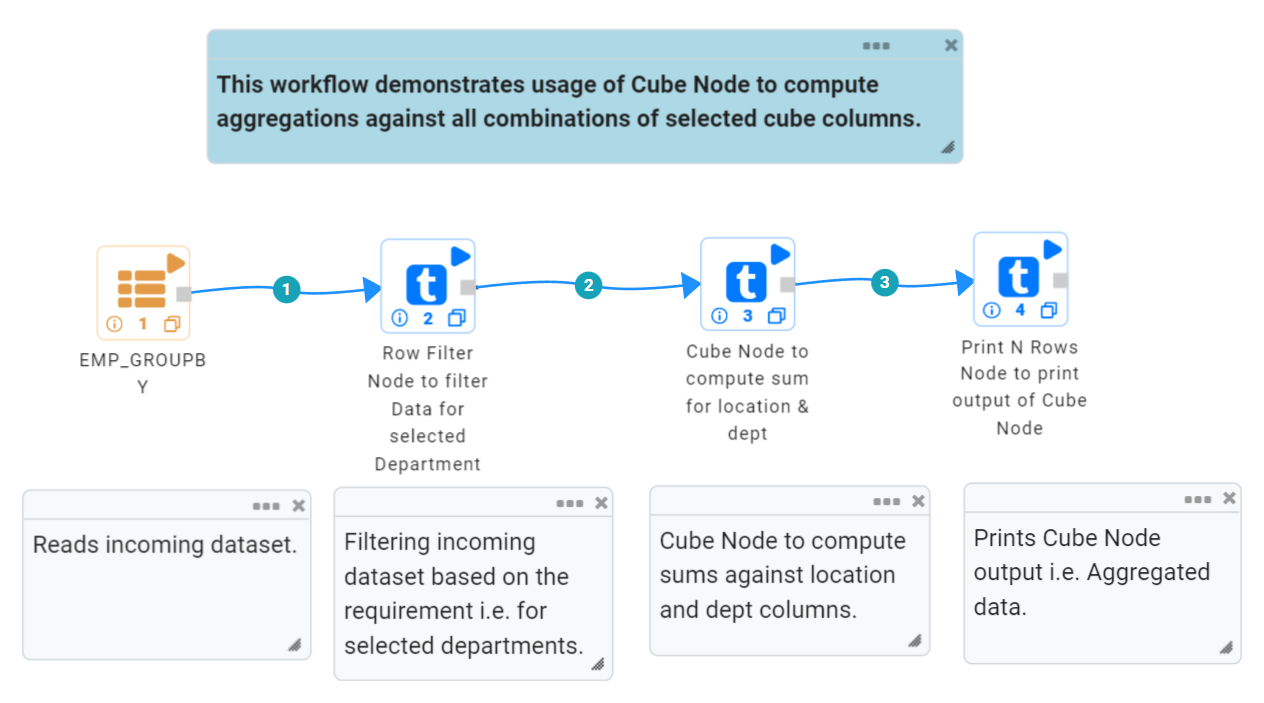 This workflow demonstrates usage of Cube Node to compute
aggregations against all combinations of selected cube columns.
1
2
3
t
t
t
1
2
3
4
EMP_GROUPB
Y
Row Filter
Node to filter
Data for
selected
Department
Cube Node to
compute sum
for location &
dept
Print N Rows
Node to print
output of Cube
Node
Reads incoming dataset.
Filtering incoming
dataset based on the
requirement i.e. for
selected departments.
Cube Node to compute
sums against location
and dept columns.
Prints Cube Node
output i.e. Aggregated
data.